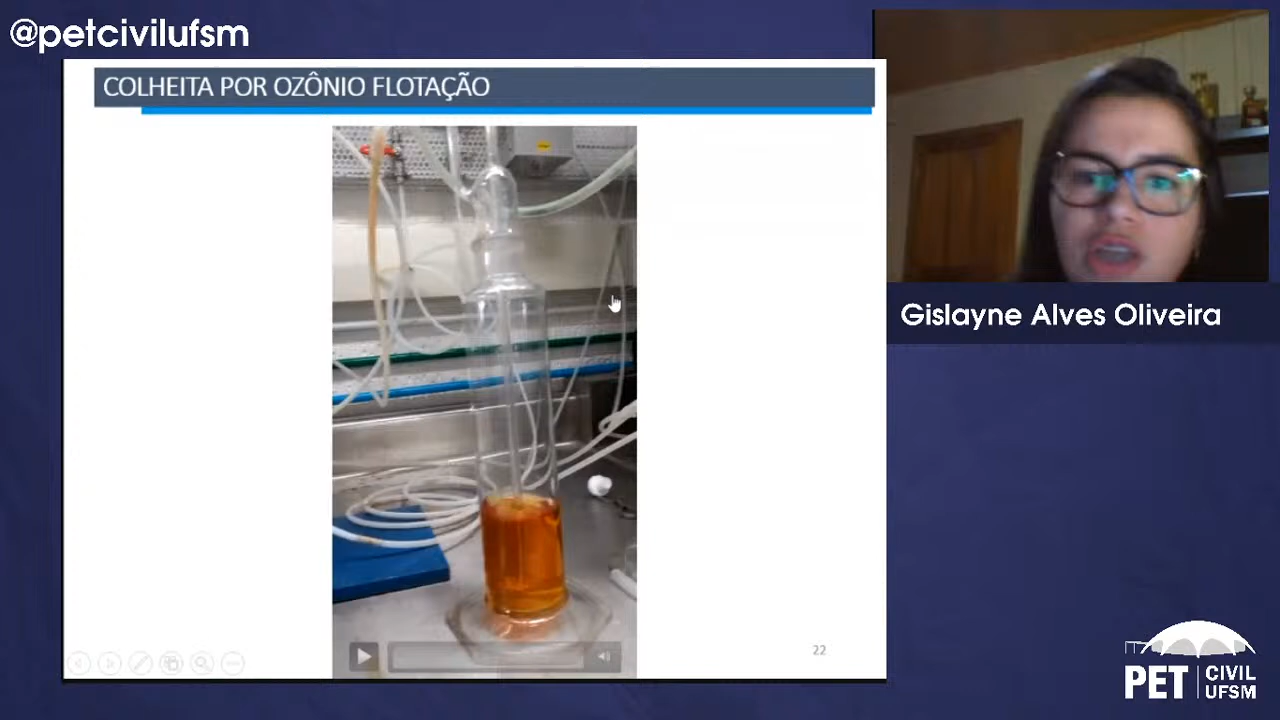 @petcivilufsm
COLHEITA POR OZÔNIO FLOTAÇÃO
Gislayne Alves Oliveira
22
PET
CIVIL
UFSM